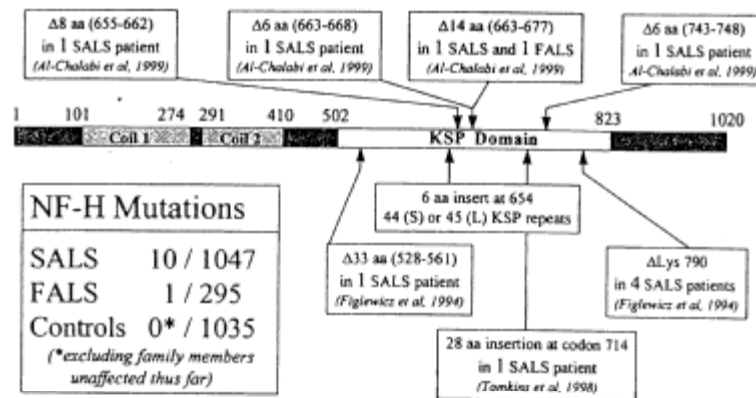 Δ8 aa (655-662)
in 1 SALS patient
(Al-Chalabi et al, 1999)
Δ6 aa (663-668)
in 1 SALS patient
(Al-Chalabi et al, 1999)
Δ14 aa (663-677)
in 1 SALS and 1 FALS
(Al-Chalabi et al, 1999)
Δ6 aa (743-748)
in 1 SALS patient
Al-Chalabi et al, 1999)
1 101 274 291 410 502 823 1020
Coil 1 Coil 2 KSP Domain
6 aa insert at 654
44 (S) or 45 (L) KSP repeats
Δ33 aa (528-561)
in 1 SALS patient
(Figlewicz et al, 1994)
ΔLys 790
in 4 SALS patients
(Figlewicz et al, 1994)
28 aa insertion at codon 714
in 1 SALS patient
(Tomkins et al, 1998)
NF-H Mutations
SALS 10 / 1047
FALS 1 / 295
Controls 0* / 1035
(*excluding family members
unaffected thus far)